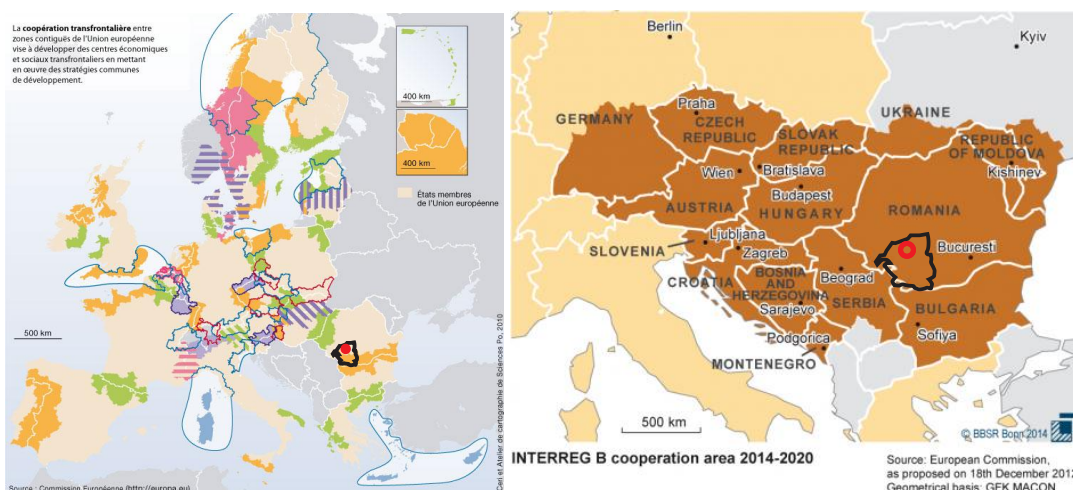 La coopération transfrontalière entre
zones contiguës de l'Union européenne
vise à développer des centres économiques
et sociaux transfrontaliers en mettant
en œuvre des stratégies communes
de développement.
400 km
400 km
États membres
de l'Union européenne
500 km
Ceri et Atelier de cartographie de Sciences Po, 2010
Source : Commission Européenne (http://europa.eu)
Berlin
Kyiv
Praha
GERMANY
CZECH
REPUBLIC
UKRAINE
SLOVAK
REPUBLIC
REPUBLIC
OF MOLDOVA
Wien
Bratislava
Kishinev
Budapest
AUSTRIA
HUNGARY
ROMANIA
Ljubljana
SLOVENIA
Zagreb
Bucuresti
Beograd
CROATIA
BOSNIA
AND
HERZEGOVINA
SERBIA
Sarajevo
BULGARIA
Podgorica
Sofiya
MONTENEGRO
500 km
© BBSR Bonn 2014
INTERREG B cooperation area 2014-2020
Source: European Commission,
as proposed on 18th December 2012
Geometrical basis: GFK MACON